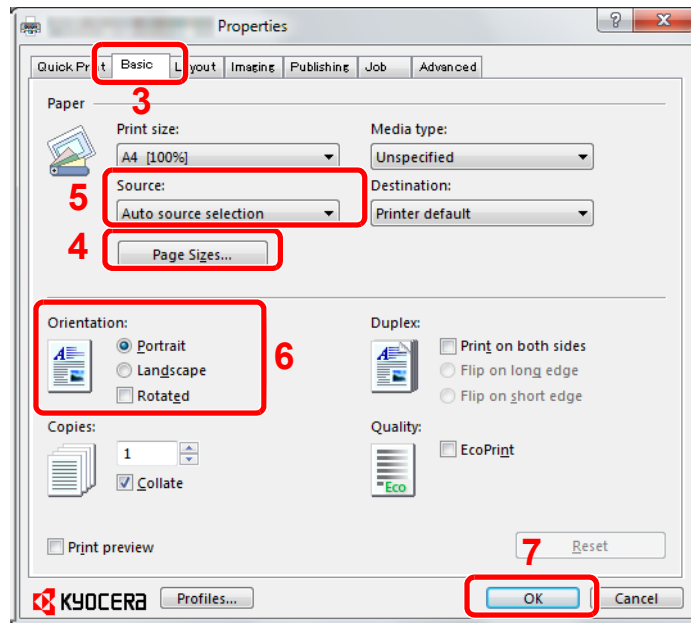 Properties
Quick Print Basic Layout Imaging Publishing Job Advanced
3
Paper
Print size: Media type:
A4 [100%] Unspecified
5
Source: Destination:
Auto source selection Printer default
4
Page Sizes...
Orientation: Duplex:
Portrait Print on both sides
6
Landscape Flip on long edge
Rotated Flip on short edge
Copies: Quality:
1 EcoPrint
Collate
Eco
Print preview
7
Reset
KYOCERA Profiles... OK Cancel